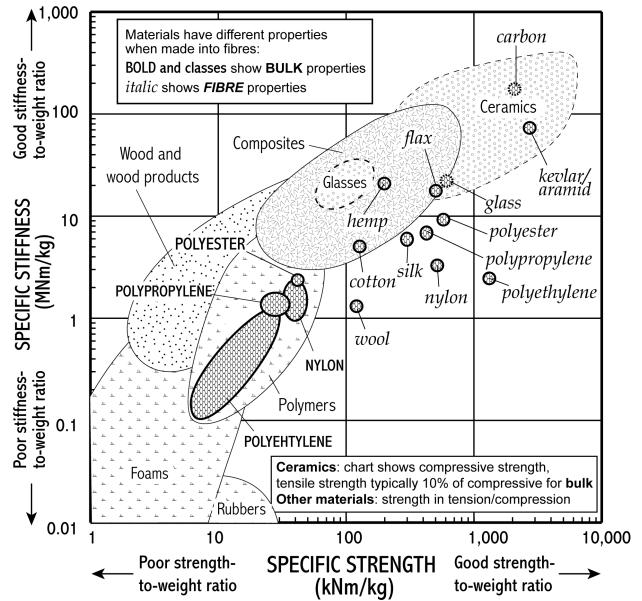 1,000
100
10
1
0.1
0.01
Good stiffness-
to-weight ratio
SPECIFIC STIFFNESS
(MNm/kg)
Poor stiffness-
to-weight ratio
Materials have different properties
when made into fibres:
BOLD and classes show BULK properties
italic shows FIBRE properties
carbon
Ceramics
Composites
flax
Wood and
wood products
Glasses
kevlar/
aramid
glass
hemp
POLYESTER
polyester
polypropylene
cotton
silk
POLYPROPYLENE
nylon
polyethylene
wool
NYLON
Polymers
POLYEHTYLENE
Foams
Rubbers
Ceramics: chart shows compressive strength,
tensile strength typically 10% of compressive for bulk
Other materials: strength in tension/compression
1
10
100
1,000
10,000
Poor strength-
to-weight ratio
SPECIFIC STRENGTH
(kNm/kg)
Good strength-
to-weight ratio